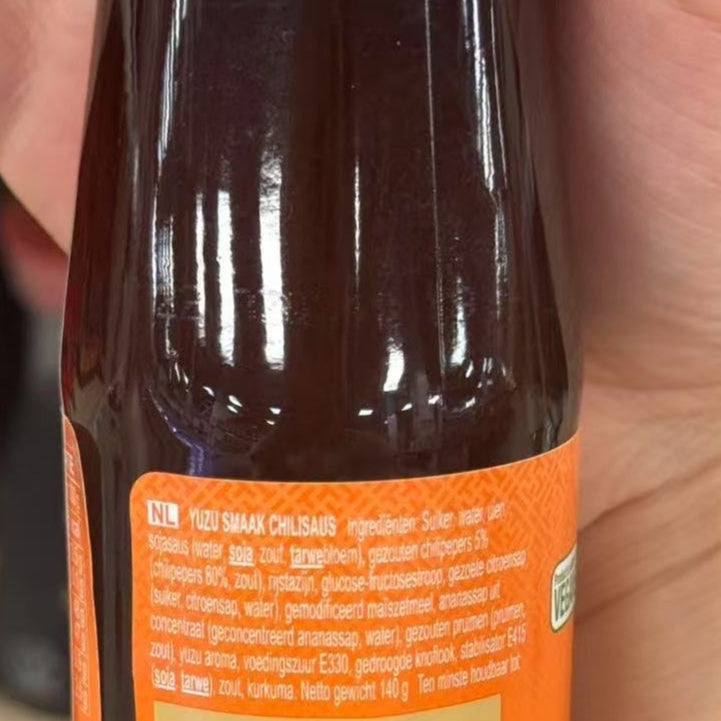 NL YUZU SMAAK CHILISAUS Ingrediënten: Suiker, water, uien,
sojasaus (water, soja, zout, tarwebloem), gezouten chilipepers 5%
(chilipepers 80%, zout), rijstazijn, glucose-fructosestroop, gezoete citroensap
(suiker, citroensap, water), gemodificeerd maïszetmeel, ananassap uit
concentraat (geconcentreerd ananassap, water), gezouten pruimen (pruimen,
zout), yuzu aroma, voedingszuur E330, gedroogde knoflook, stabilisator E415
(soja, tarwe), zout, kurkuma. Netto gewicht 140 g Ten minste houdbaar tot